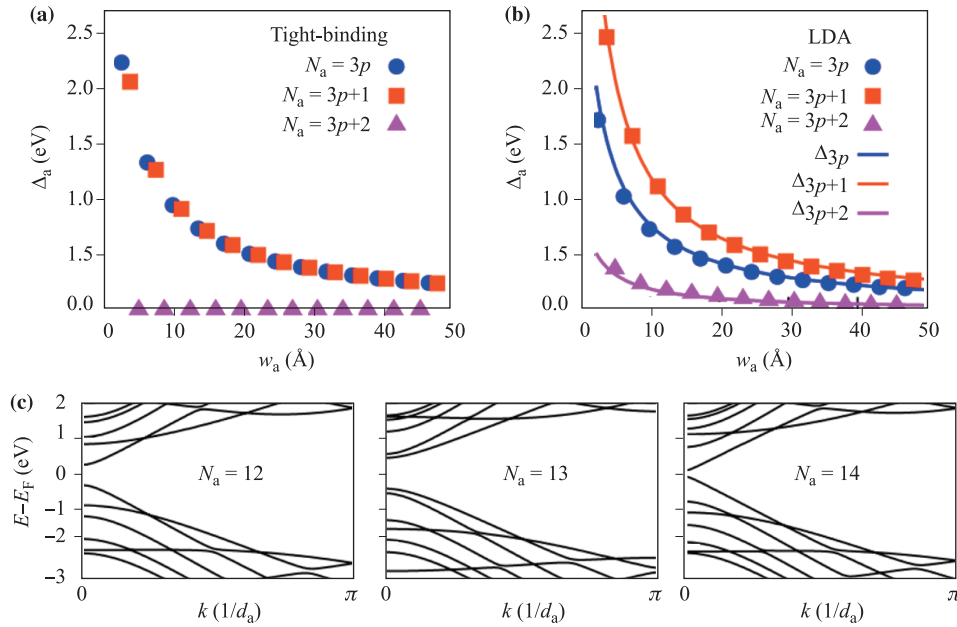 (a)
Tight-binding
Nₐ = 3p
Nₐ = 3p+1
Nₐ = 3p+2
Δₐ (eV)
2.5
2.0
1.5
1.0
1.5
0.0
0 10 20 30 40 50
wₐ (Å)
(b)
LDA
Nₐ = 3p
Nₐ = 3p+1
Nₐ = 3p+2
Δ₃ₚ
Δ₃ₚ₊₁
Δ₃ₚ₊₂
Δₐ (eV)
2.5
2.0
1.5
1.0
1.5
0.0
0 10 20 30 40 50
wₐ (Å)
(c)
E−E_F (eV)
2
1
0
−1
−2
−3
Nₐ = 12
Nₐ = 13
Nₐ = 14
0 π 0 π 0 π
k (1/dₐ) k (1/dₐ) k (1/dₐ)